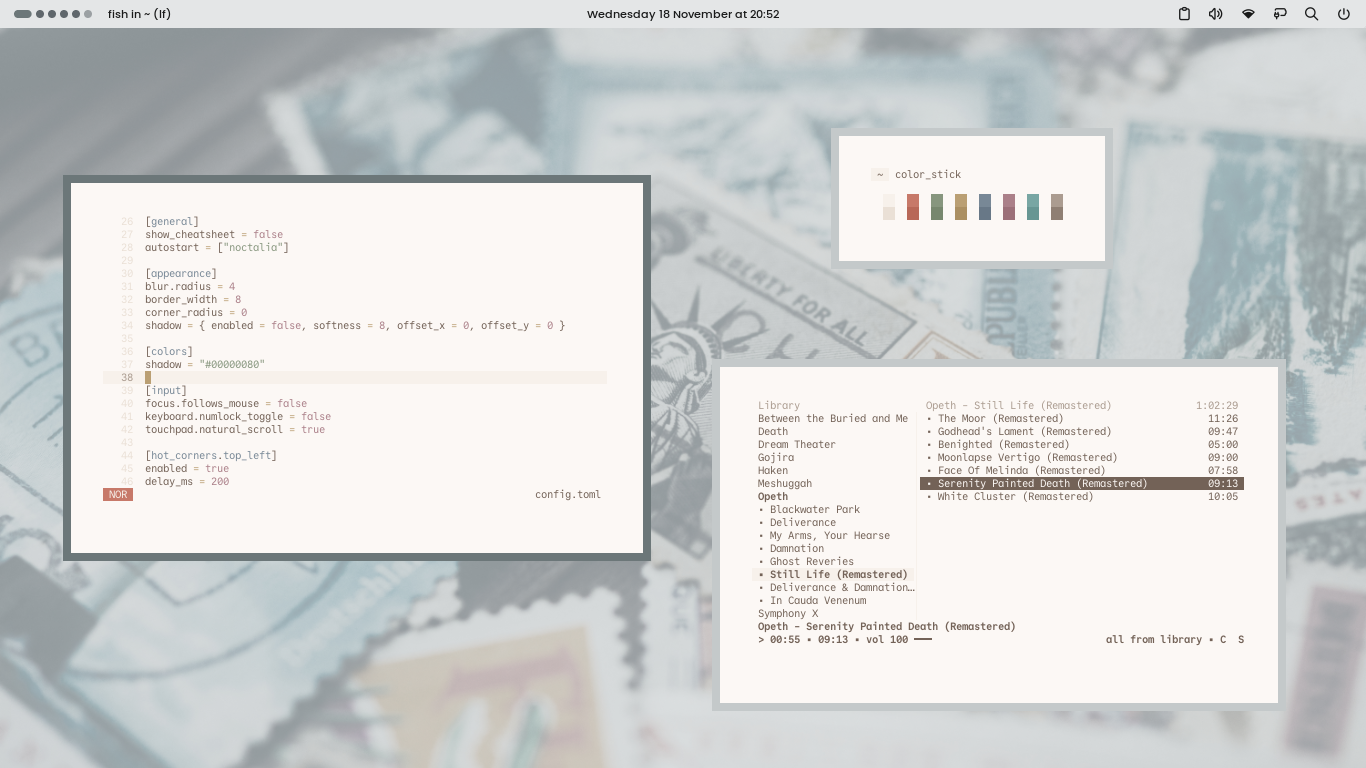 fish in ~ (lf)
Wednesday 18 November at 20:52
26 [general]
27 show_cheatsheet = false
28 autostart = ["noctalia"]
29
30 [appearance]
31 blur.radius = 4
32 border_width = 8
33 corner_radius = 0
34 shadow = { enabled = false, softness = 8, offset_x = 0, offset_y = 0 }
35
36 [colors]
37 shadow = "#00000080"
38
39 [input]
40 focus.follows_mouse = false
41 keyboard.numlock_toggle = false
42 touchpad.natural_scroll = true
43
44 [hot_corners.top_left]
45 enabled = true
46 delay_ms = 200
NOR config.toml
~ color_stick
LIBERTY FOR ALL
Library
Between the Buried and Me
Death
Dream Theater
Gojira
Haken
Meshuggah
Opeth
• Blackwater Park
• Deliverance
• My Arms, Your Hearse
• Damnation
• Ghost Reveries
• Still Life (Remastered)
• Deliverance & Damnation…
• In Cauda Venenum
Symphony X
Opeth - Still Life (Remastered) 1:02:29
• The Moor (Remastered) 11:26
• Godhead's Lament (Remastered) 09:47
• Benighted (Remastered) 05:00
• Moonlapse Vertigo (Remastered) 09:00
• Face Of Melinda (Remastered) 07:58
• Serenity Painted Death (Remastered) 09:13
• White Cluster (Remastered) 10:05
Opeth - Serenity Painted Death (Remastered)
> 00:55 • 09:13 • vol 100 all from library • C S